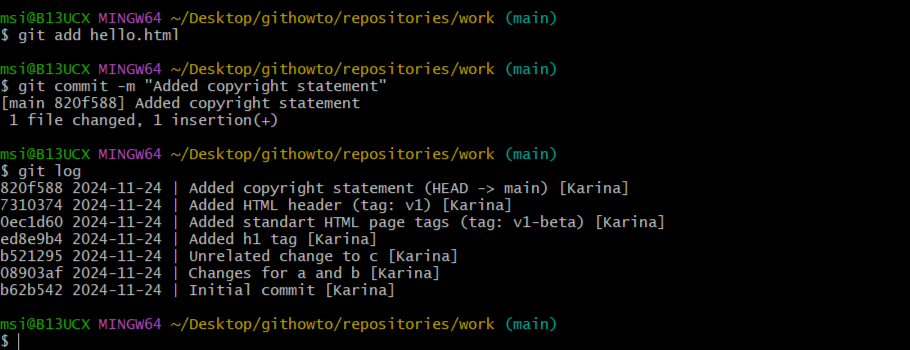 msi@B13UCX MINGW64 ~/Desktop/githowto/repositories/work (main)
$ git add hello.html
msi@B13UCX MINGW64 ~/Desktop/githowto/repositories/work (main)
$ git commit -m "Added copyright statement"
[main 820f588] Added copyright statement
 1 file changed, 1 insertion(+)
msi@B13UCX MINGW64 ~/Desktop/githowto/repositories/work (main)
$ git log
820f588 2024-11-24 | Added copyright statement (HEAD -> main) [Karina]
7310374 2024-11-24 | Added HTML header (tag: v1) [Karina]
0ec1d60 2024-11-24 | Added standart HTML page tags (tag: v1-beta) [Karina]
ed8e9b4 2024-11-24 | Added h1 tag [Karina]
b521295 2024-11-24 | Unrelated change to c [Karina]
08903af 2024-11-24 | Changes for a and b [Karina]
b62b542 2024-11-24 | Initial commit [Karina]
msi@B13UCX MINGW64 ~/Desktop/githowto/repositories/work (main)
$